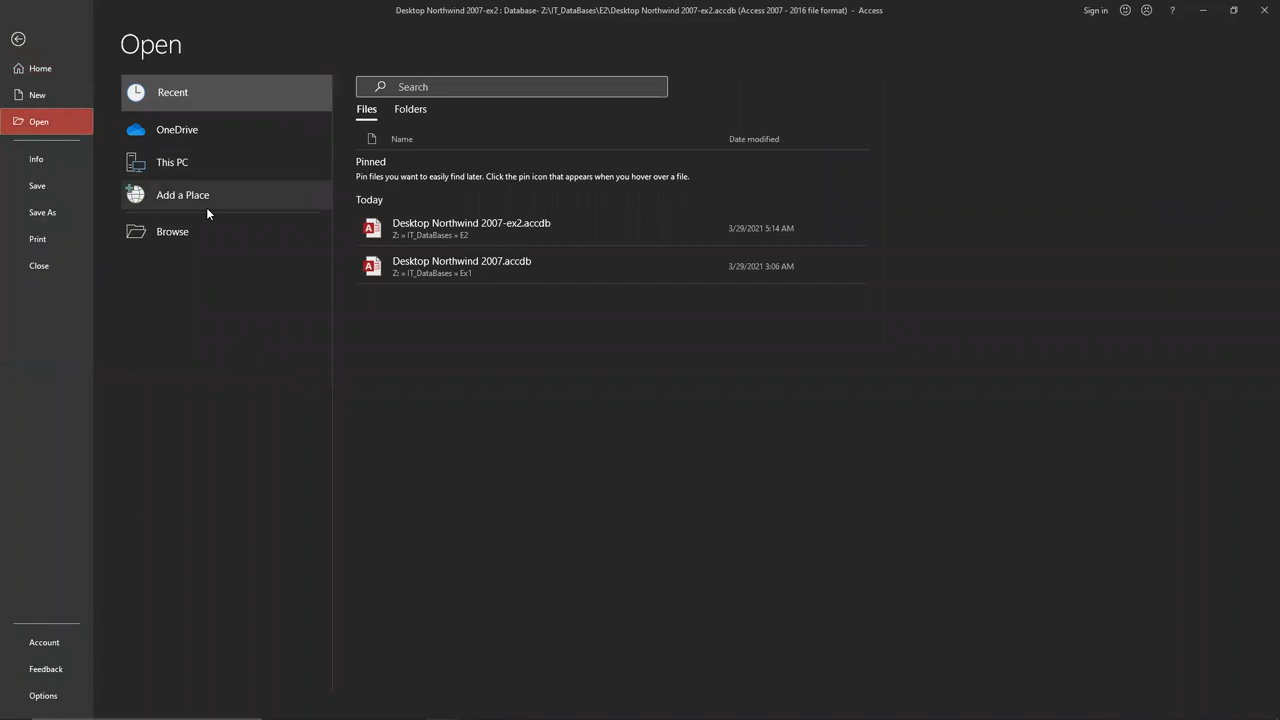 Desktop Northwind 2007-ex2 : Database- Z:\IT_DataBases\E2\Desktop Northwind 2007-ex2.accdb (Access 2007 - 2016 file format) - Access
Sign in
?
Open
Home
New
Open
Info
Save
Save As
Print
Close
Account
Feedback
Options
Recent
OneDrive
This PC
Add a Place
Browse
Search
Files Folders
Name Date modified
Pinned
Pin files you want to easily find later. Click the pin icon that appears when you hover over a file.
Today
Desktop Northwind 2007-ex2.accdb 3/29/2021 5:14 AM
Z: » IT_DataBases » E2
Desktop Northwind 2007.accdb 3/29/2021 3:06 AM
Z: » IT_DataBases » Ex1